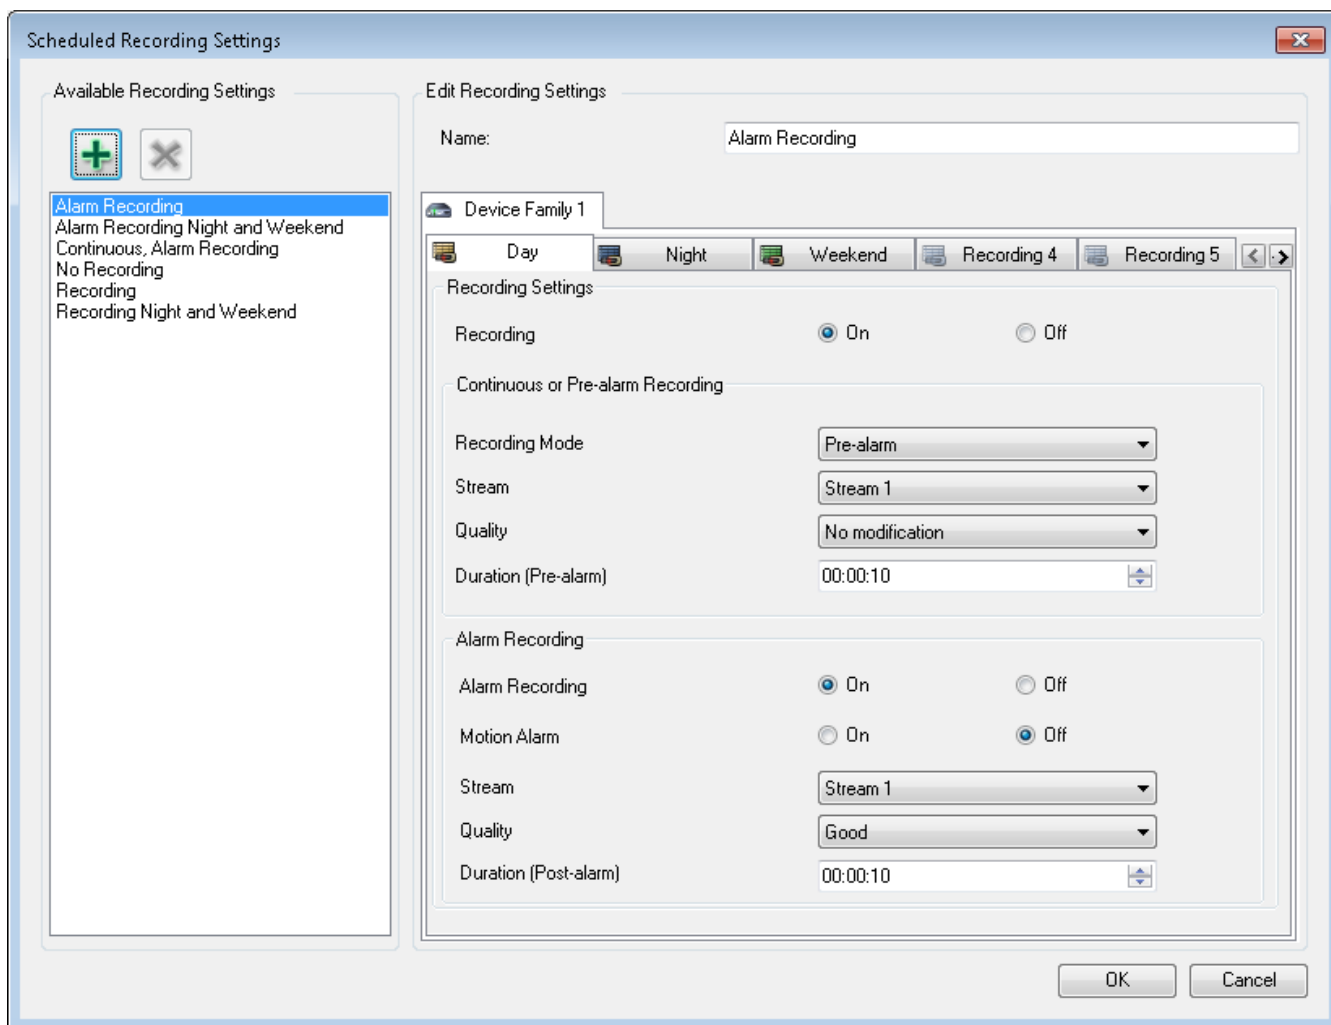 Scheduled Recording Settings
Available Recording Settings
Alarm Recording
Alarm Recording Night and Weekend
Continuous, Alarm Recording
No Recording
Recording
Recording Night and Weekend
Edit Recording Settings
Name: Alarm Recording
Device Family 1
Day Night Weekend Recording 4 Recording 5
Recording Settings
Recording On Off
Continuous or Pre-alarm Recording
Recording Mode Pre-alarm
Stream Stream 1
Quality No modification
Duration (Pre-alarm) 00:00:10
Alarm Recording
Alarm Recording On Off
Motion Alarm On Off
Stream Stream 1
Quality Good
Duration (Post-alarm) 00:00:10
OK Cancel